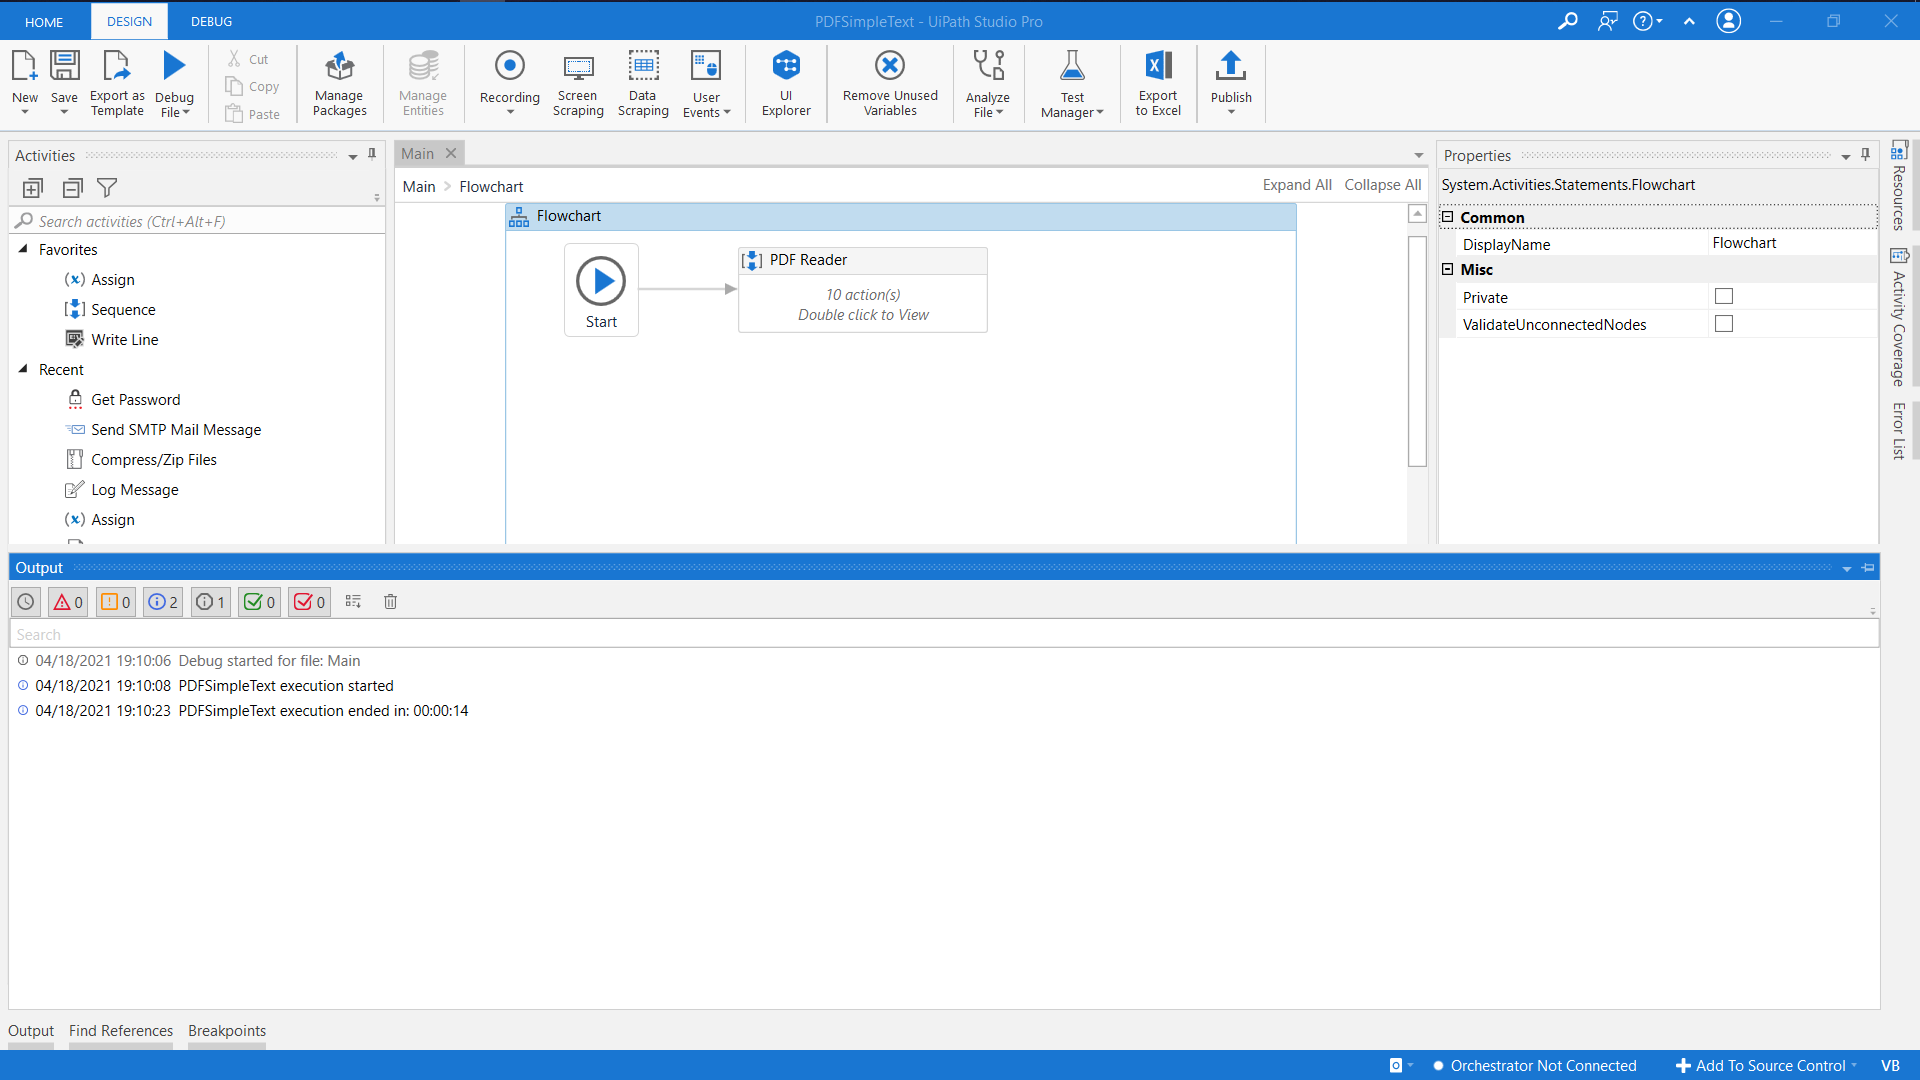 HOME
DESIGN
DEBUG
PDFSimpleText - UiPath Studio Pro
New
Save
Export as
Template
Debug
File
Cut
Copy
Paste
Manage
Packages
Manage
Entities
Recording
Screen
Scraping
Data
Scraping
User
Events
UI
Explorer
Remove Unused
Variables
Analyze
File
Test
Manager
Export
to Excel
Publish
Activities
Search activities (Ctrl+Alt+F)
Favorites
Assign
Sequence
Write Line
Recent
Get Password
Send SMTP Mail Message
Compress/Zip Files
Log Message
Assign
Main
Main > Flowchart
Expand All
Collapse All
Flowchart
Start
PDF Reader
10 action(s)
Double click to View
Properties
System.Activities.Statements.Flowchart
Common
DisplayName
Flowchart
Misc
Private
ValidateUnconnectedNodes
Resources
Activity Coverage
Error List
Output
0
0
2
1
0
0
Search
04/18/2021 19:10:06 Debug started for file: Main
04/18/2021 19:10:08 PDFSimpleText execution started
04/18/2021 19:10:23 PDFSimpleText execution ended in: 00:00:14
Output
Find References
Breakpoints
Orchestrator Not Connected
Add To Source Control
VB